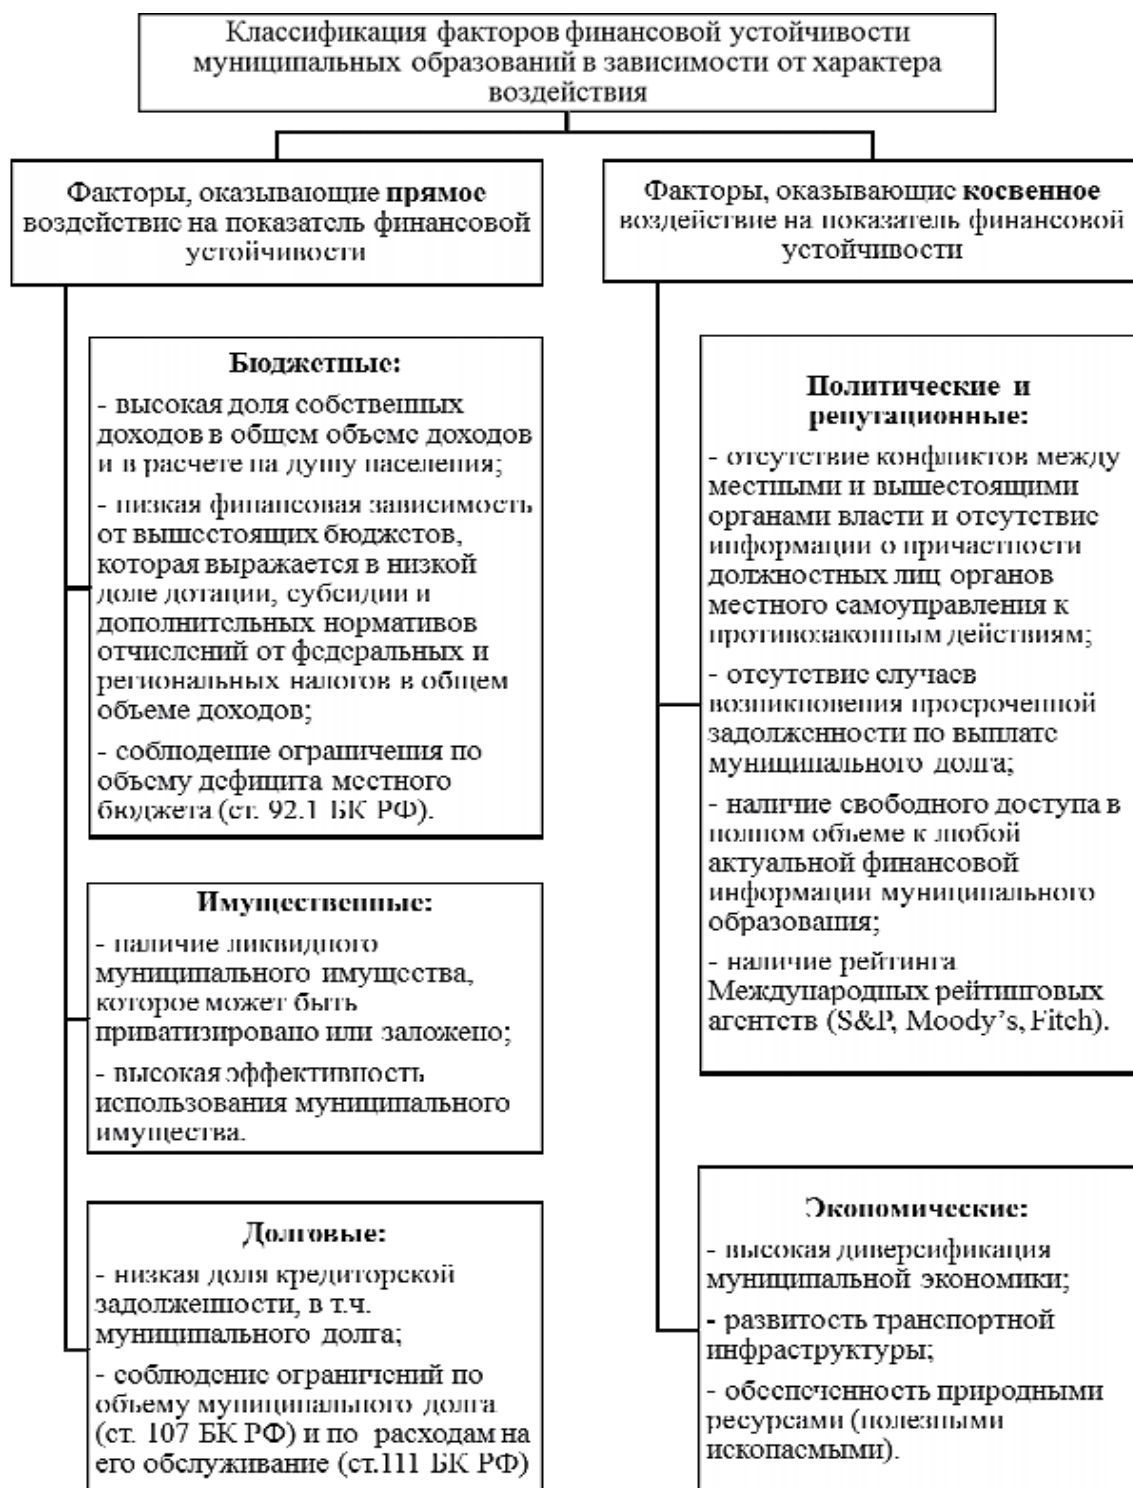 Классификация факторов финансовой устойчивости
муниципальных образований в зависимости от характера
воздействия
Факторы, оказывающие прямое
воздействие на показатель финансовой
устойчивости
Бюджетные:
- высокая доля собственных
доходов в общем объеме доходов
и в расчете на душу населения;
- низкая финансовая зависимость
от вышестоящих бюджетов,
которая выражается в низкой
доле дотации, субсидии и
дополнительных нормативов
отчислений от федеральных и
региональных налогов в общем
объеме доходов;
- соблюдение ограничения по
объему дефицита местного
бюджета (ст. 92.1 БК РФ).
Имущественные:
- наличие ликвидного
муниципального имущества,
которое может быть
приватизировано или заложено;
- высокая эффективность
использования муниципального
имущества.
Долговые:
- низкая доля кредиторской
задолженности, в т.ч.
муниципального долга;
- соблюдение ограничений по
объему муниципального долга
(ст. 107 БК РФ) и по расходам на
его обслуживание (ст.111 БК РФ)
Факторы, оказывающие косвенное
воздействие на показатель финансовой
устойчивости
Политические и
репутационные:
- отсутствие конфликтов между
местными и вышестоящими
органами власти и отсутствие
информации о причастности
должностных лиц органов
местного самоуправления к
противозаконным действиям;
- отсутствие случаев
возникновения просроченной
задолженности по выплате
муниципального долга;
- наличие свободного доступа в
полном объеме к любой
актуальной финансовой
информации муниципального
образования;
- наличие рейтинга
Международных рейтинговых
агентств (S&P, Moody’s, Fitch).
Экономические:
- высокая диверсификация
муниципальной экономики;
- развитость транспортной
инфраструктуры;
- обеспеченность природными
ресурсами (полезными
ископаемыми).